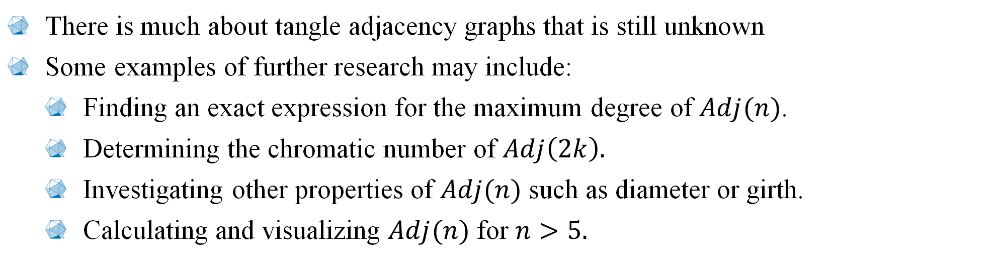 There is much about tangle adjacency graphs that is still unknown
Some examples of further research may include:
Finding an exact expression for the maximum degree of Adj(n).
Determining the chromatic number of Adj(2k).
Investigating other properties of Adj(n) such as diameter or girth.
Calculating and visualizing Adj(n) for n > 5.